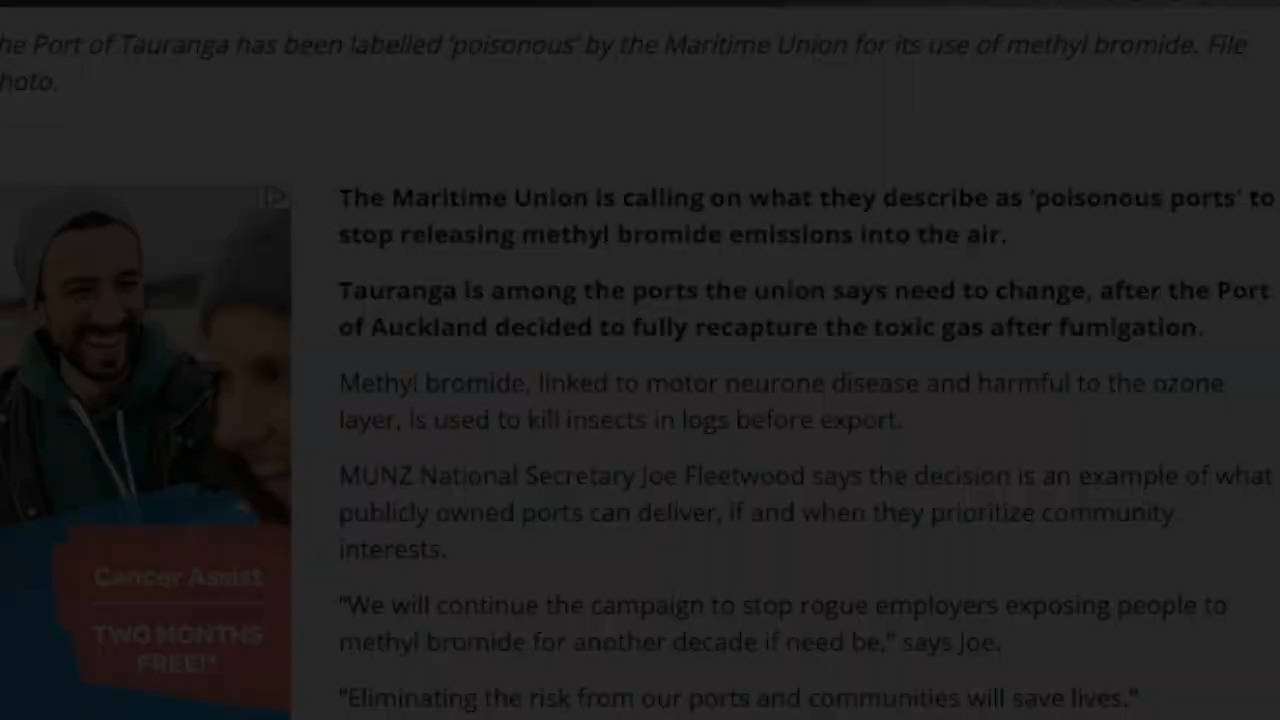 he Port of Tauranga has been labelled 'poisonous' by the Maritime Union for its use of methyl bromide. File
hoto.
The Maritime Union is calling on what they describe as 'poisonous ports' to
stop releasing methyl bromide emissions into the air.
Tauranga is among the ports the union says need to change, after the Port
of Auckland decided to fully recapture the toxic gas after fumigation.
Methyl bromide, linked to motor neurone disease and harmful to the ozone
layer, is used to kill insects in logs before export.
MUNZ National Secretary Joe Fleetwood says the decision is an example of what
publicly owned ports can deliver, if and when they prioritize community
interests.
"We will continue the campaign to stop rogue employers exposing people to
methyl bromide for another decade if need be," says Joe.
"Eliminating the risk from our ports and communities will save lives."
Cancer Assist
TWO MONTHS
FREE!*